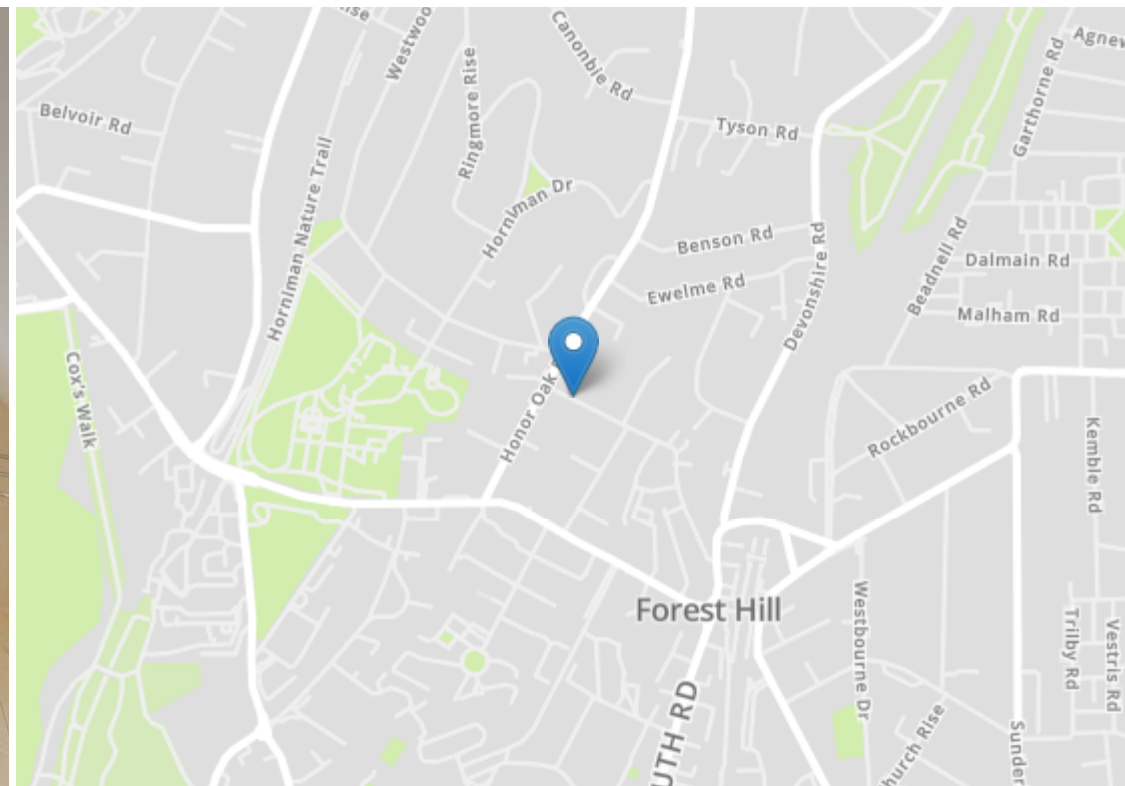 ise
Westwoo
Ringmore Rise
Canonbie Rd
Agnew
Garthorne Rd
Belvoir Rd
Tyson Rd
Horniman Nature Trail
Horniman Dr
Benson Rd
Devonshire Rd
Beadnell Rd
Dalmain Rd
Ewelme Rd
Malham Rd
Cox's Walk
Honor Oak
Rockbourne Rd
Kemble Rd
Forest Hill
Westbourne Dr
Trilby Rd
Vestris Rd
UTH RD
hurch Rise
Sunder